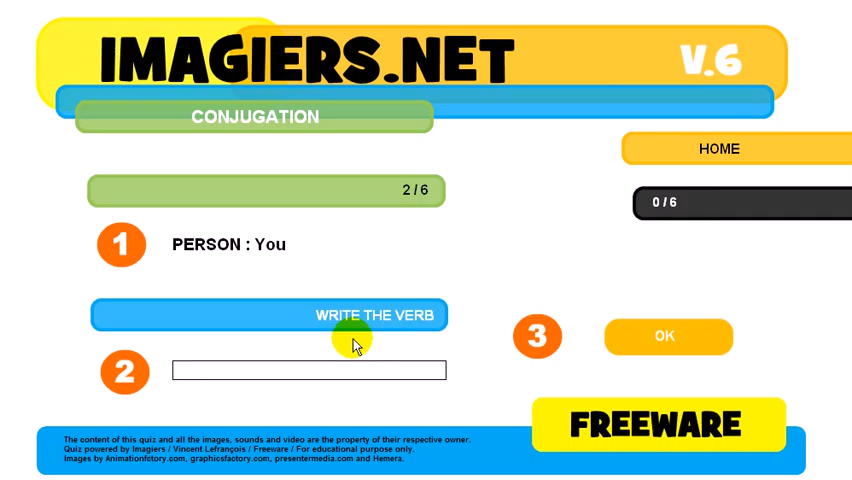 IMAGIERS.NET
V.6
CONJUGATION
HOME
2 / 6
0 / 6
1
PERSON : You
WRITE THE VERB
3
OK
2
FREEWARE
The content of this quiz and all the images, sounds and video are the property of their respective owner.
Quiz powered by Imagiers / Vincent Lefrançois / Freeware / For educational purpose only.
Images by Animationfctory.com, graphicsfactory.com, presentermedia.com and Hemera.